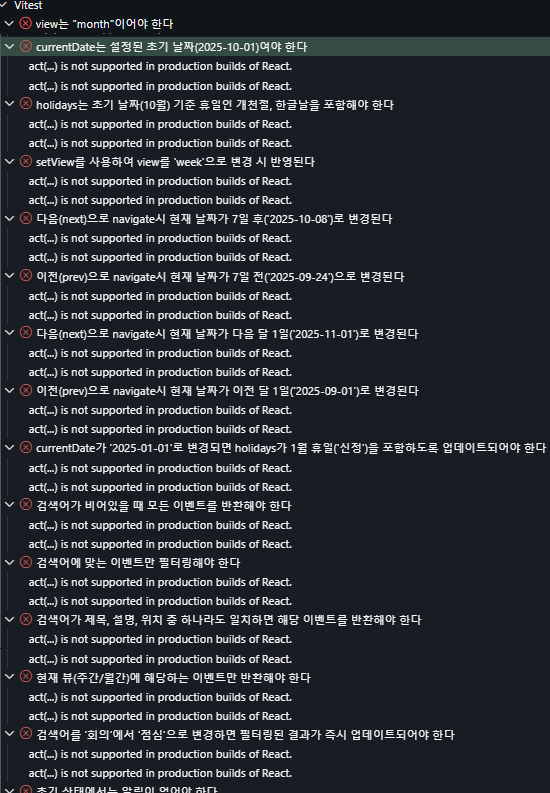 Vitest
view는 "month"이어야 한다
currentDate는 설정된 초기 날짜(2025-10-01)여야 한다
act(...) is not supported in production builds of React.
act(...) is not supported in production builds of React.
holidays는 초기 날짜(10월) 기준 휴일인 개천절, 한글날을 포함해야 한다
act(...) is not supported in production builds of React.
act(...) is not supported in production builds of React.
setView를 사용하여 view를 'week'으로 변경 시 반영된다
act(...) is not supported in production builds of React.
act(...) is not supported in production builds of React.
다음(next)으로 navigate시 현재 날짜가 7일 후('2025-10-08')로 변경된다
act(...) is not supported in production builds of React.
act(...) is not supported in production builds of React.
이전(prev)으로 navigate시 현재 날짜가 7일 전('2025-09-24')으로 변경된다
act(...) is not supported in production builds of React.
act(...) is not supported in production builds of React.
다음(next)으로 navigate시 현재 날짜가 다음 달 1일('2025-11-01')로 변경된다
act(...) is not supported in production builds of React.
act(...) is not supported in production builds of React.
이전(prev)으로 navigate시 현재 날짜가 이전 달 1일('2025-09-01')로 변경된다
act(...) is not supported in production builds of React.
act(...) is not supported in production builds of React.
currentDate가 '2025-01-01'로 변경되면 holidays가 1월 휴일('신정')을 포함하도록 업데이트되어야 한다
act(...) is not supported in production builds of React.
act(...) is not supported in production builds of React.
검색어가 비어있을 때 모든 이벤트를 반환해야 한다
act(...) is not supported in production builds of React.
act(...) is not supported in production builds of React.
검색어에 맞는 이벤트만 필터링해야 한다
act(...) is not supported in production builds of React.
act(...) is not supported in production builds of React.
검색어가 제목, 설명, 위치 중 하나라도 일치하면 해당 이벤트를 반환해야 한다
act(...) is not supported in production builds of React.
act(...) is not supported in production builds of React.
현재 뷰(주간/월간)에 해당하는 이벤트만 반환해야 한다
act(...) is not supported in production builds of React.
act(...) is not supported in production builds of React.
검색어를 '회의'에서 '점심'으로 변경하면 필터링된 결과가 즉시 업데이트되어야 한다
act(...) is not supported in production builds of React.
act(...) is not supported in production builds of React.
초기 상태에서는 알림이 없어야 한다